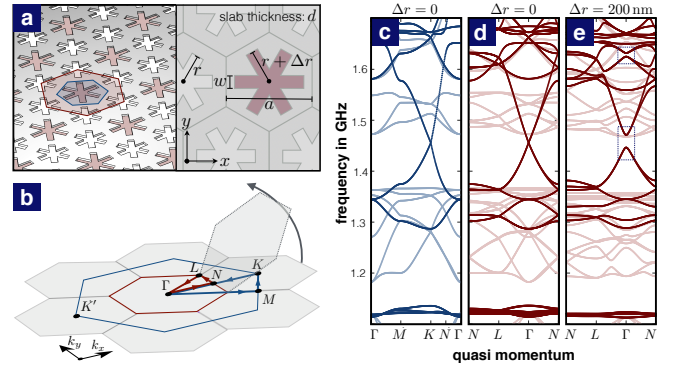 a
slab thickness: d
r
r + Δr
w
a
y
x
b
L
N
K
Γ
M
K′
k_y
k_x
Δr = 0
Δr = 0
Δr = 200 nm
c
d
e
frequency in GHz
1.6
1.5
1.4
1.3
1.2
Γ M K N Γ
N L Γ N
N L Γ N
quasi momentum